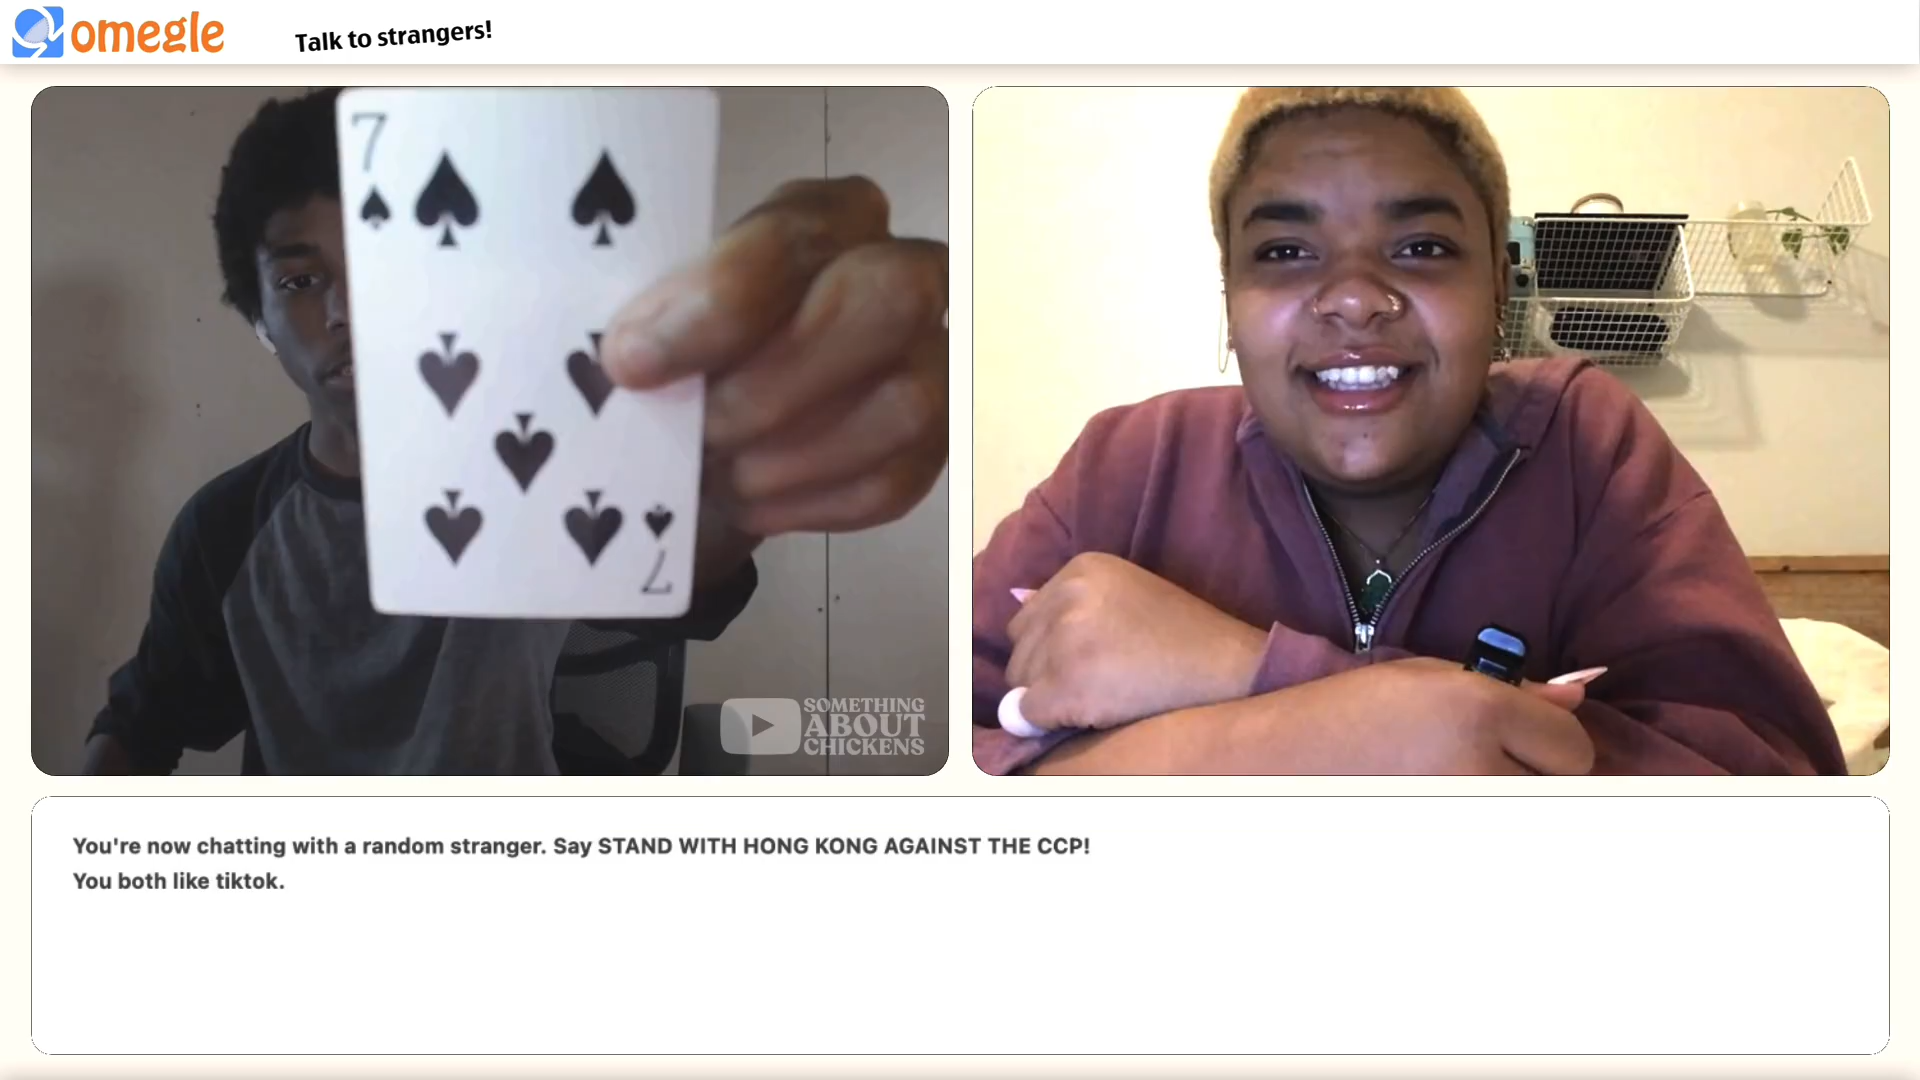 omegle
Talk to strangers!
7
7
SOMETHING
ABOUT
CHICKENS
You're now chatting with a random stranger. Say STAND WITH HONG KONG AGAINST THE CCP!
You both like tiktok.